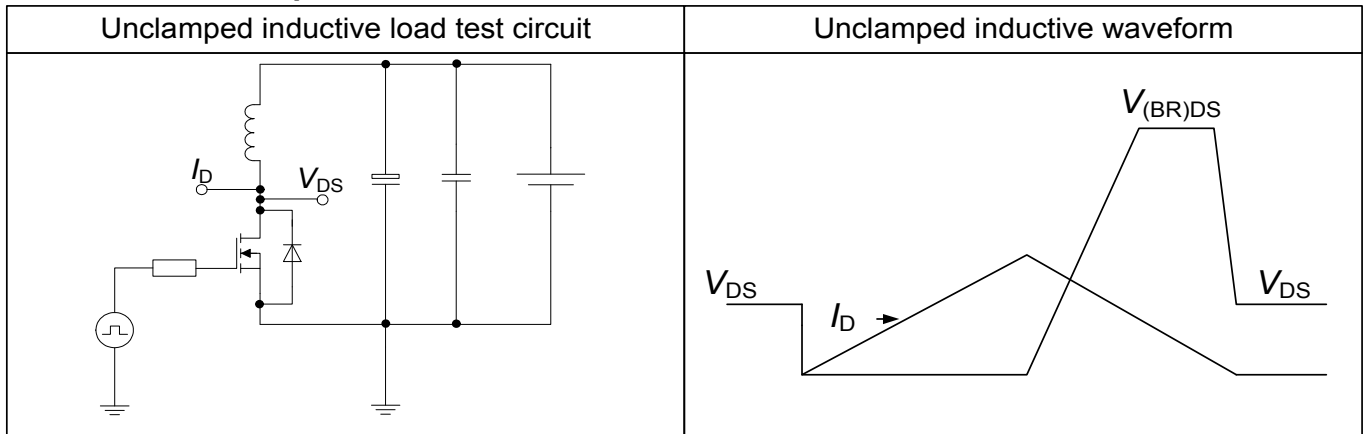 Unclamped inductive load test circuit
Unclamped inductive waveform
I_D
V_DS
V_(BR)DS
V_DS
I_D
V_DS